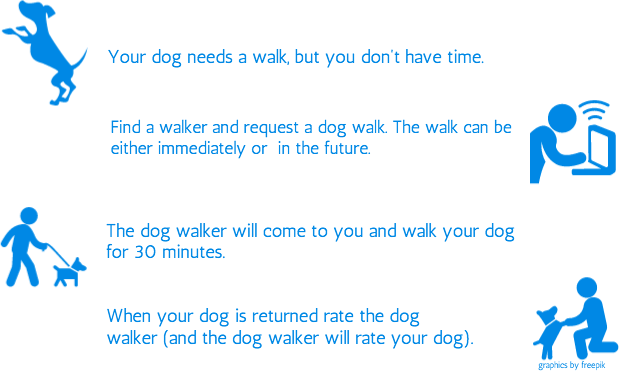 Your dog needs a walk, but you don't have time.
Find a walker and request a dog walk. The walk can be
either immediately or in the future.
The dog walker will come to you and walk your dog
for 30 minutes.
When your dog is returned rate the dog
walker (and the dog walker will rate your dog).
graphics by freepik